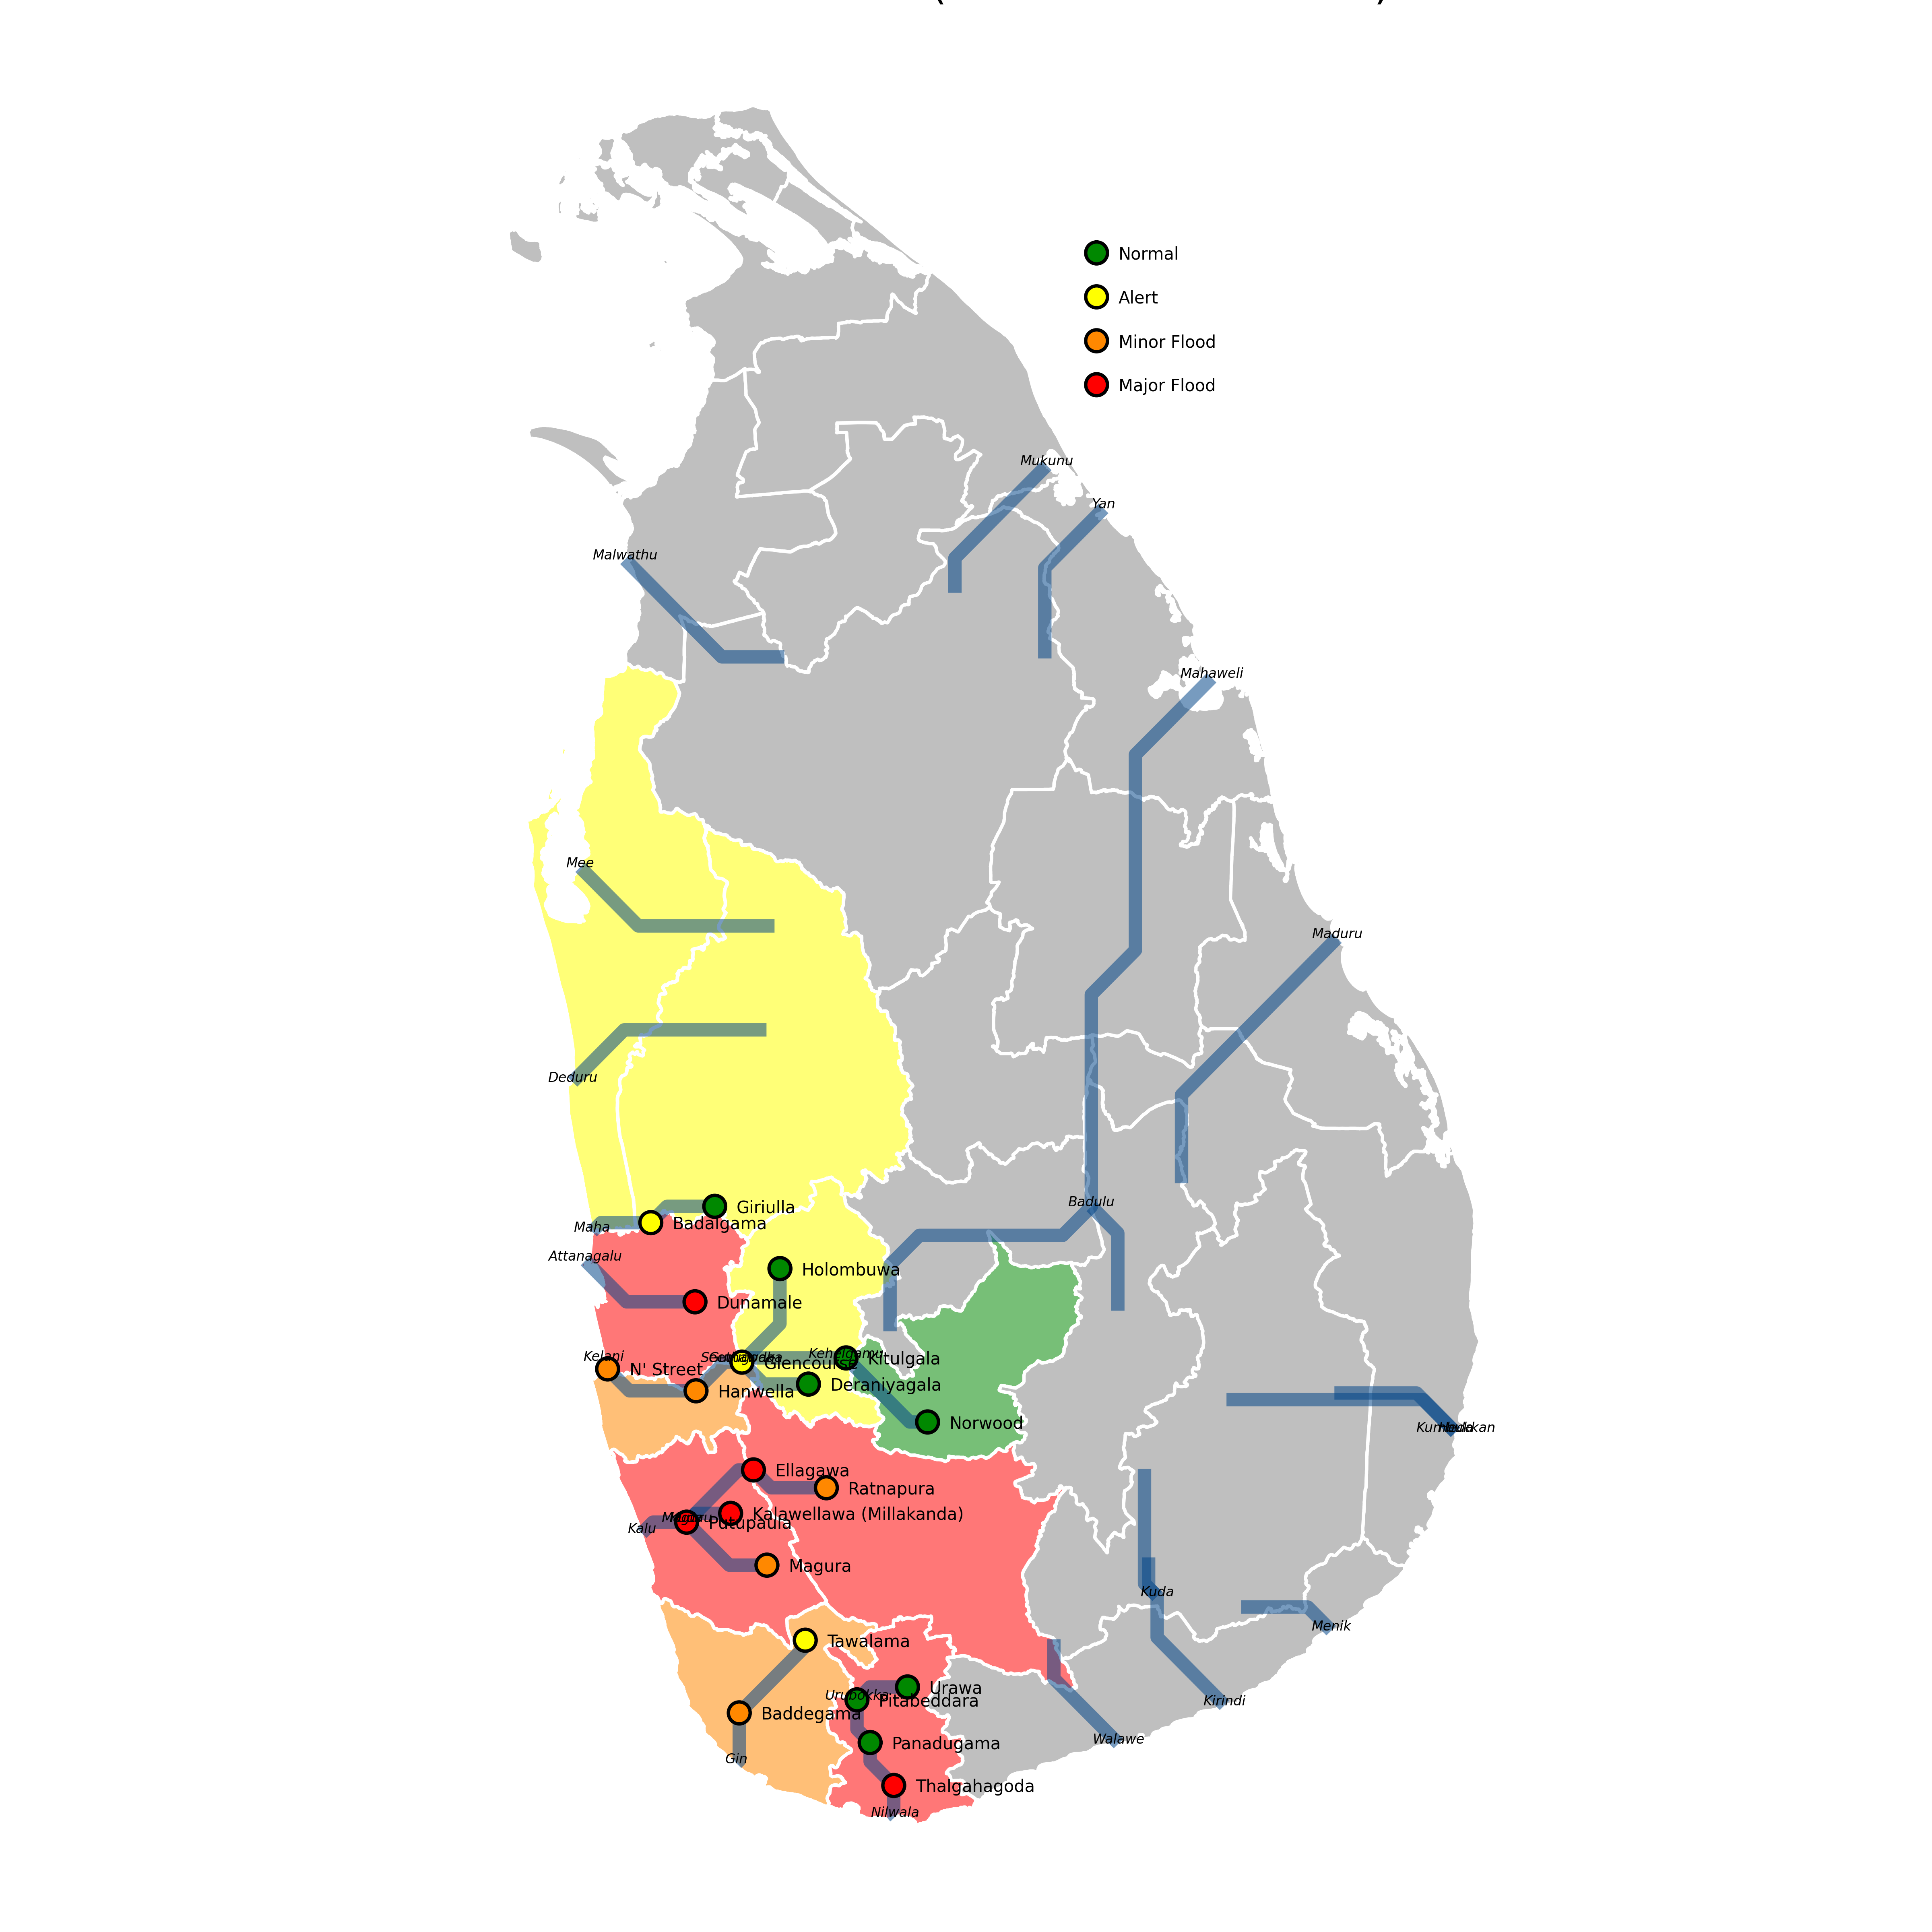 Normal
Alert
Minor Flood
Major Flood
Mukunu
Yan
Malwathu
Mahaweli
Mee
Maduru
Deduru
Badulu
Giriulla
Badalgama
Maha
Attanagalu
Holombuwa
Dunamale
Kelani
N' Street
Glencourse
Kehelgamu
Kitulgala
Hanwella
Deraniyagala
Norwood
Kumbukkan
Ellagawa
Ratnapura
Kalawellawa (Millakanda)
Kalu
Putupaula
Magura
Kuda
Menik
Tawalama
Urawa
Urubokka
Pitabeddara
Kirindi
Baddegama
Walawe
Panadugama
Gin
Thalgahagoda
Nilwala